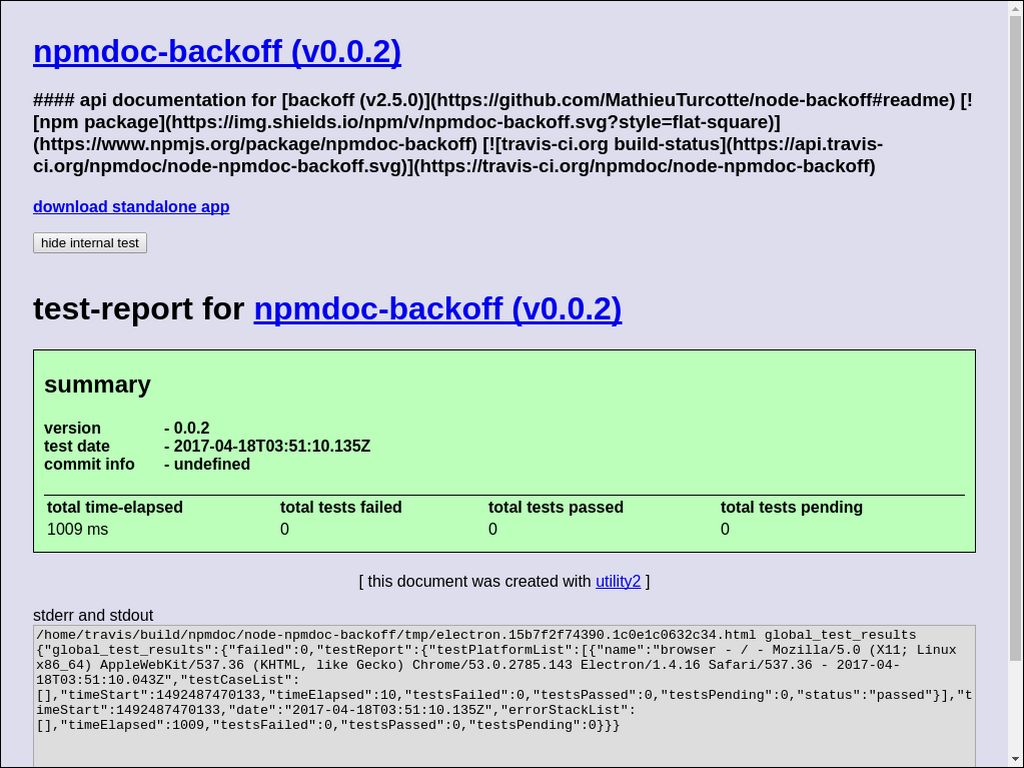 npmdoc-backoff (v0.0.2)
#### api documentation for [backoff (v2.5.0)](https://github.com/MathieuTurcotte/node-backoff#readme) [!
[npm package](https://img.shields.io/npm/v/npmdoc-backoff.svg?style=flat-square)]
(https://www.npmjs.org/package/npmdoc-backoff) [![travis-ci.org build-status](https://api.travis-
ci.org/npmdoc/node-npmdoc-backoff.svg)](https://travis-ci.org/npmdoc/node-npmdoc-backoff)
download standalone app
hide internal test
test-report for npmdoc-backoff (v0.0.2)
summary
version - 0.0.2
test date - 2017-04-18T03:51:10.135Z
commit info - undefined
total time-elapsed total tests failed total tests passed total tests pending
1009 ms 0 0 0
[ this document was created with utility2 ]
stderr and stdout
/home/travis/build/npmdoc/node-npmdoc-backoff/tmp/electron.15b7f2f74390.1c0e1c0632c34.html global_test_results
{"global_test_results":{"failed":0,"testReport":{"testPlatformList":[{"name":"browser - / - Mozilla/5.0 (X11; Linux
x86_64) AppleWebKit/537.36 (KHTML, like Gecko) Chrome/53.0.2785.143 Electron/1.4.16 Safari/537.36 - 2017-04-
18T03:51:10.043Z","testCaseList":
[],"timeStart":1492487470133,"timeElapsed":10,"testsFailed":0,"testsPassed":0,"testsPending":0,"status":"passed"}],"t
imeStart":1492487470133,"date":"2017-04-18T03:51:10.135Z","errorStackList":
[],"timeElapsed":1009,"testsFailed":0,"testsPassed":0,"testsPending":0}}}